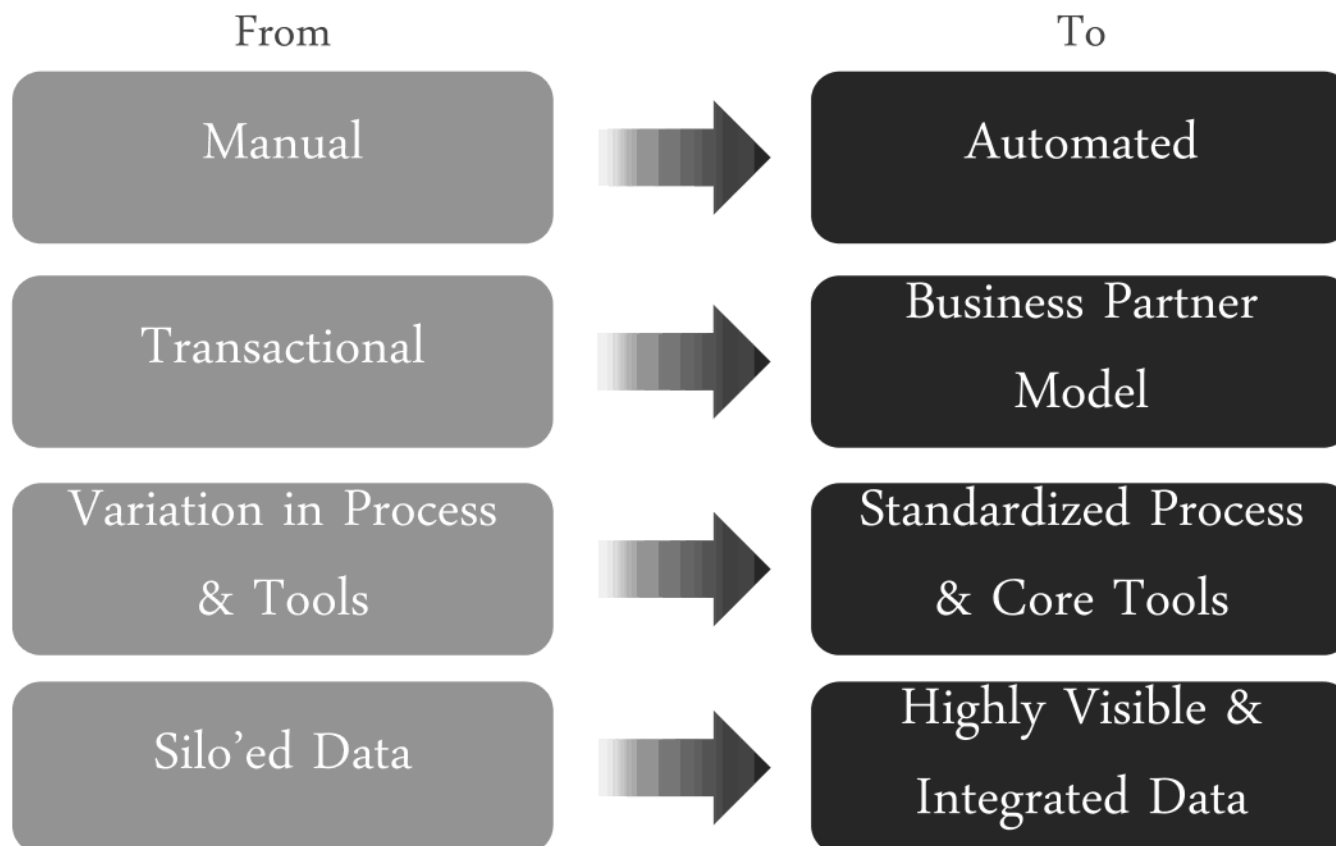 From
To
Manual
Automated
Transactional
Business Partner
Model
Variation in Process
& Tools
Standardized Process
& Core Tools
Silo’ed Data
Highly Visible &
Integrated Data